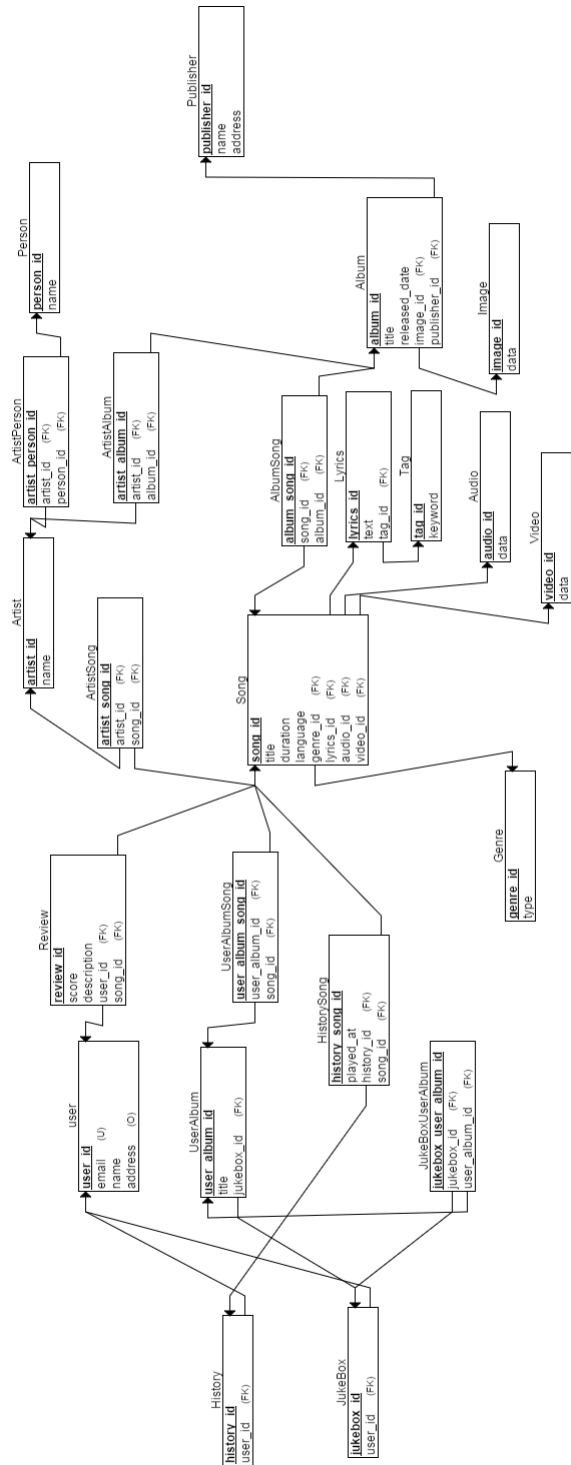 History
history_id
user_id (FK)
JukeBox
jukebox_id
user_id (FK)
user
user_id
email (U)
name
address (O)
UserAlbum
user_album_id
title
jukebox_id (FK)
JukeBoxUserAlbum
jukebox_user_album_id
jukebox_id (FK)
user_album_id (FK)
HistorySong
history_song_id
played_at
history_id (FK)
song_id (FK)
Review
review_id
score
description
user_id (FK)
song_id (FK)
UserAlbumSong
user_album_song_id
user_album_id (FK)
song_id (FK)
Genre
genre_id
type
Song
song_id
title
duration
language
genre_id (FK)
lyrics_id (FK)
audio_id (FK)
video_id (FK)
ArtistSong
artist_song_id
artist_id (FK)
song_id (FK)
Artist
artist_id
name
ArtistPerson
artist_person_id
artist_id (FK)
person_id (FK)
ArtistAlbum
artist_album_id
artist_id (FK)
album_id (FK)
AlbumSong
album_song_id
song_id (FK)
album_id (FK)
Lyrics
lyrics_id
text
tag_id (FK)
Tag
tag_id
keyword
Audio
audio_id
data
Video
video_id
data
Person
person_id
name
Album
album_id
title
released_date
image_id (FK)
publisher_id (FK)
Image
image_id
data
Publisher
publisher_id
name
address